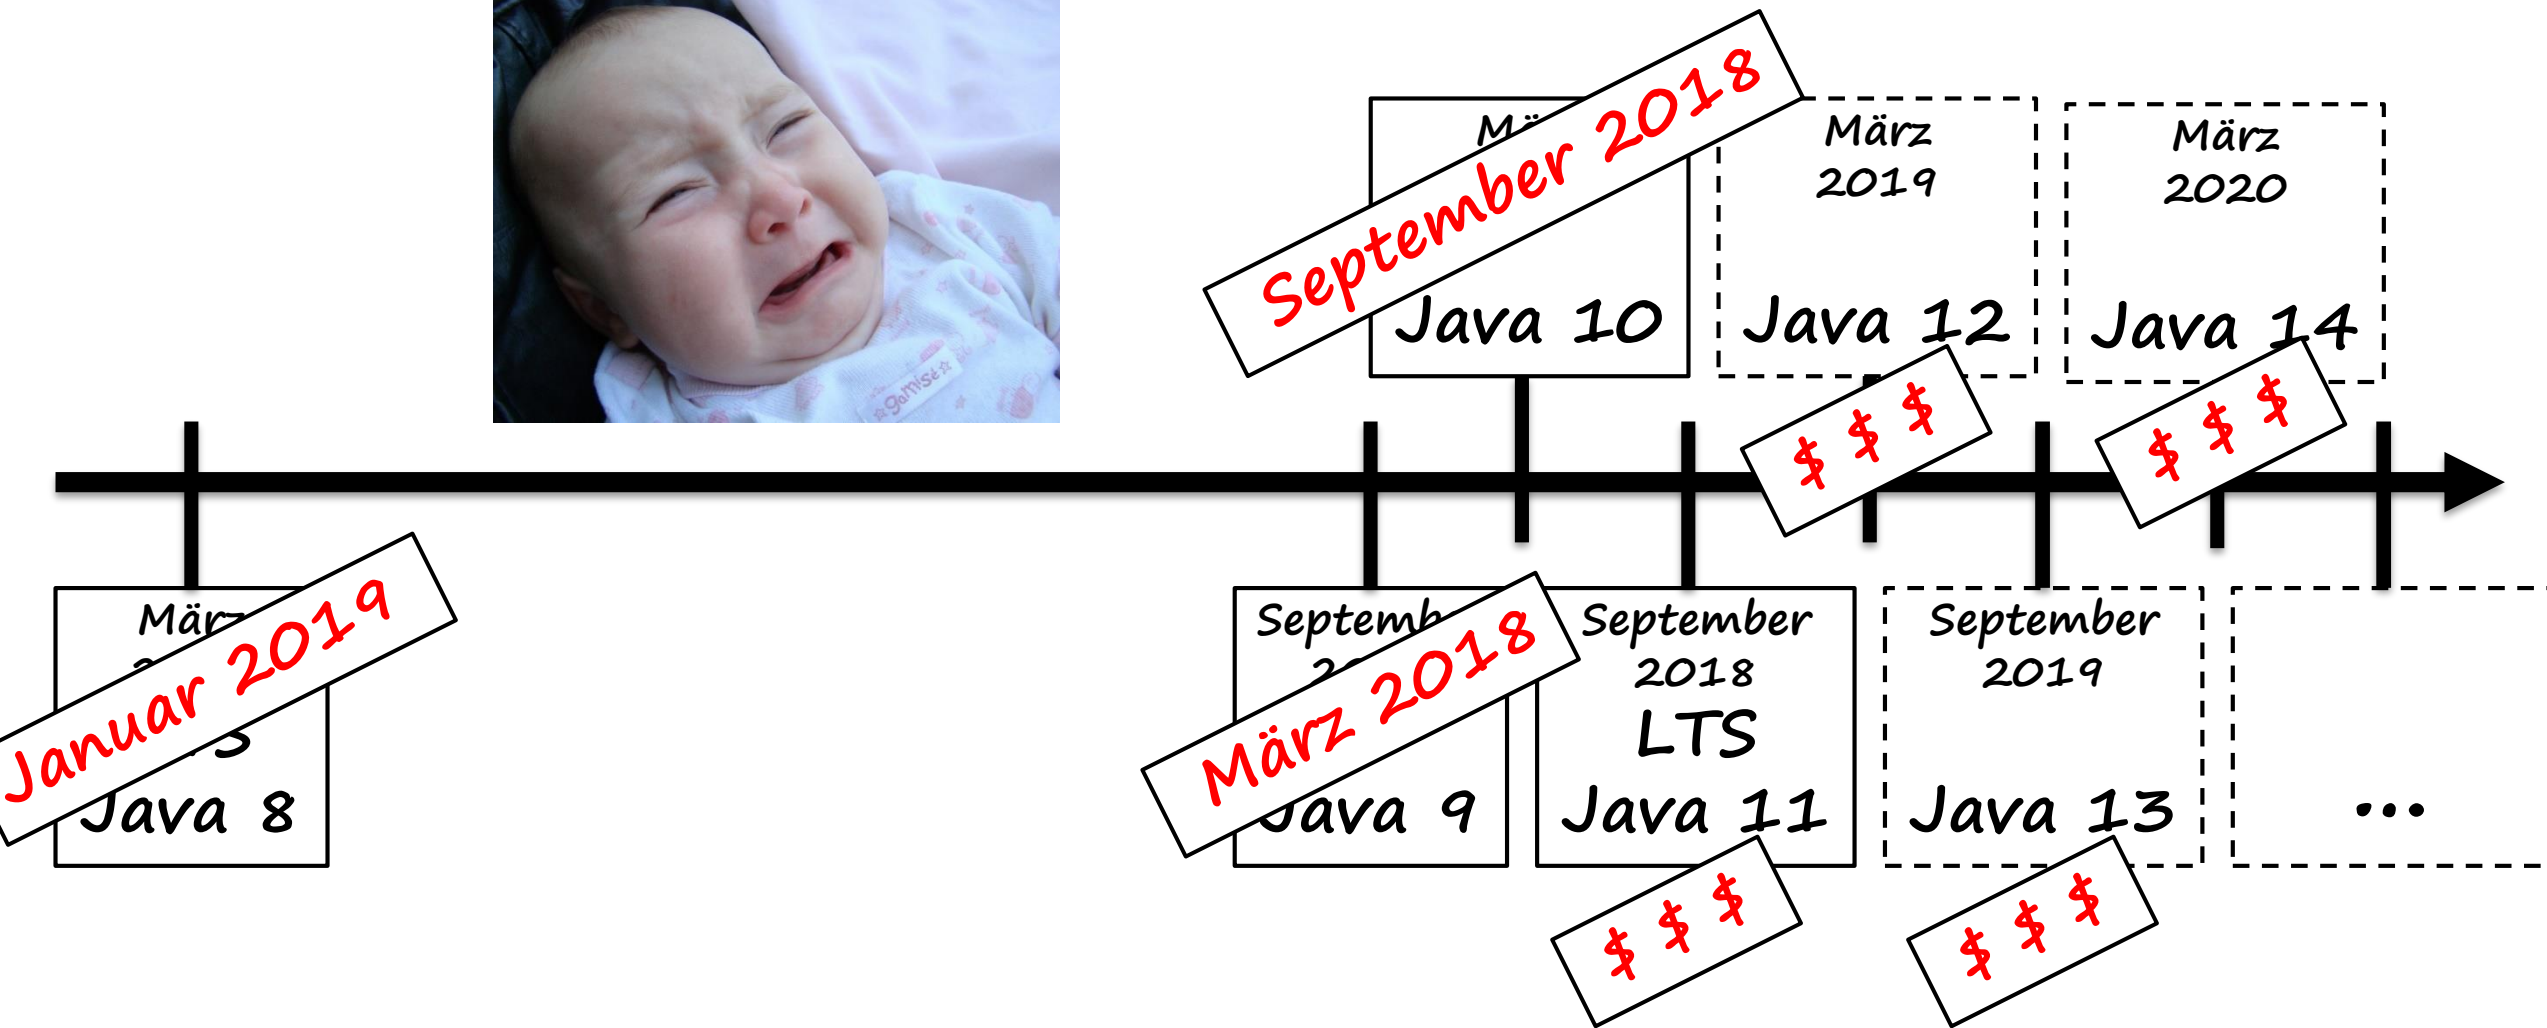 September 2018
März
2019
Java 12
März
2020
Java 14
Java 10
gamisé
$ $ $
$ $ $
Januar 2019
März
Java 8
März 2018
Java 9
September
2018
LTS
Java 11
September
2019
Java 13
...
$ $ $
$ $ $